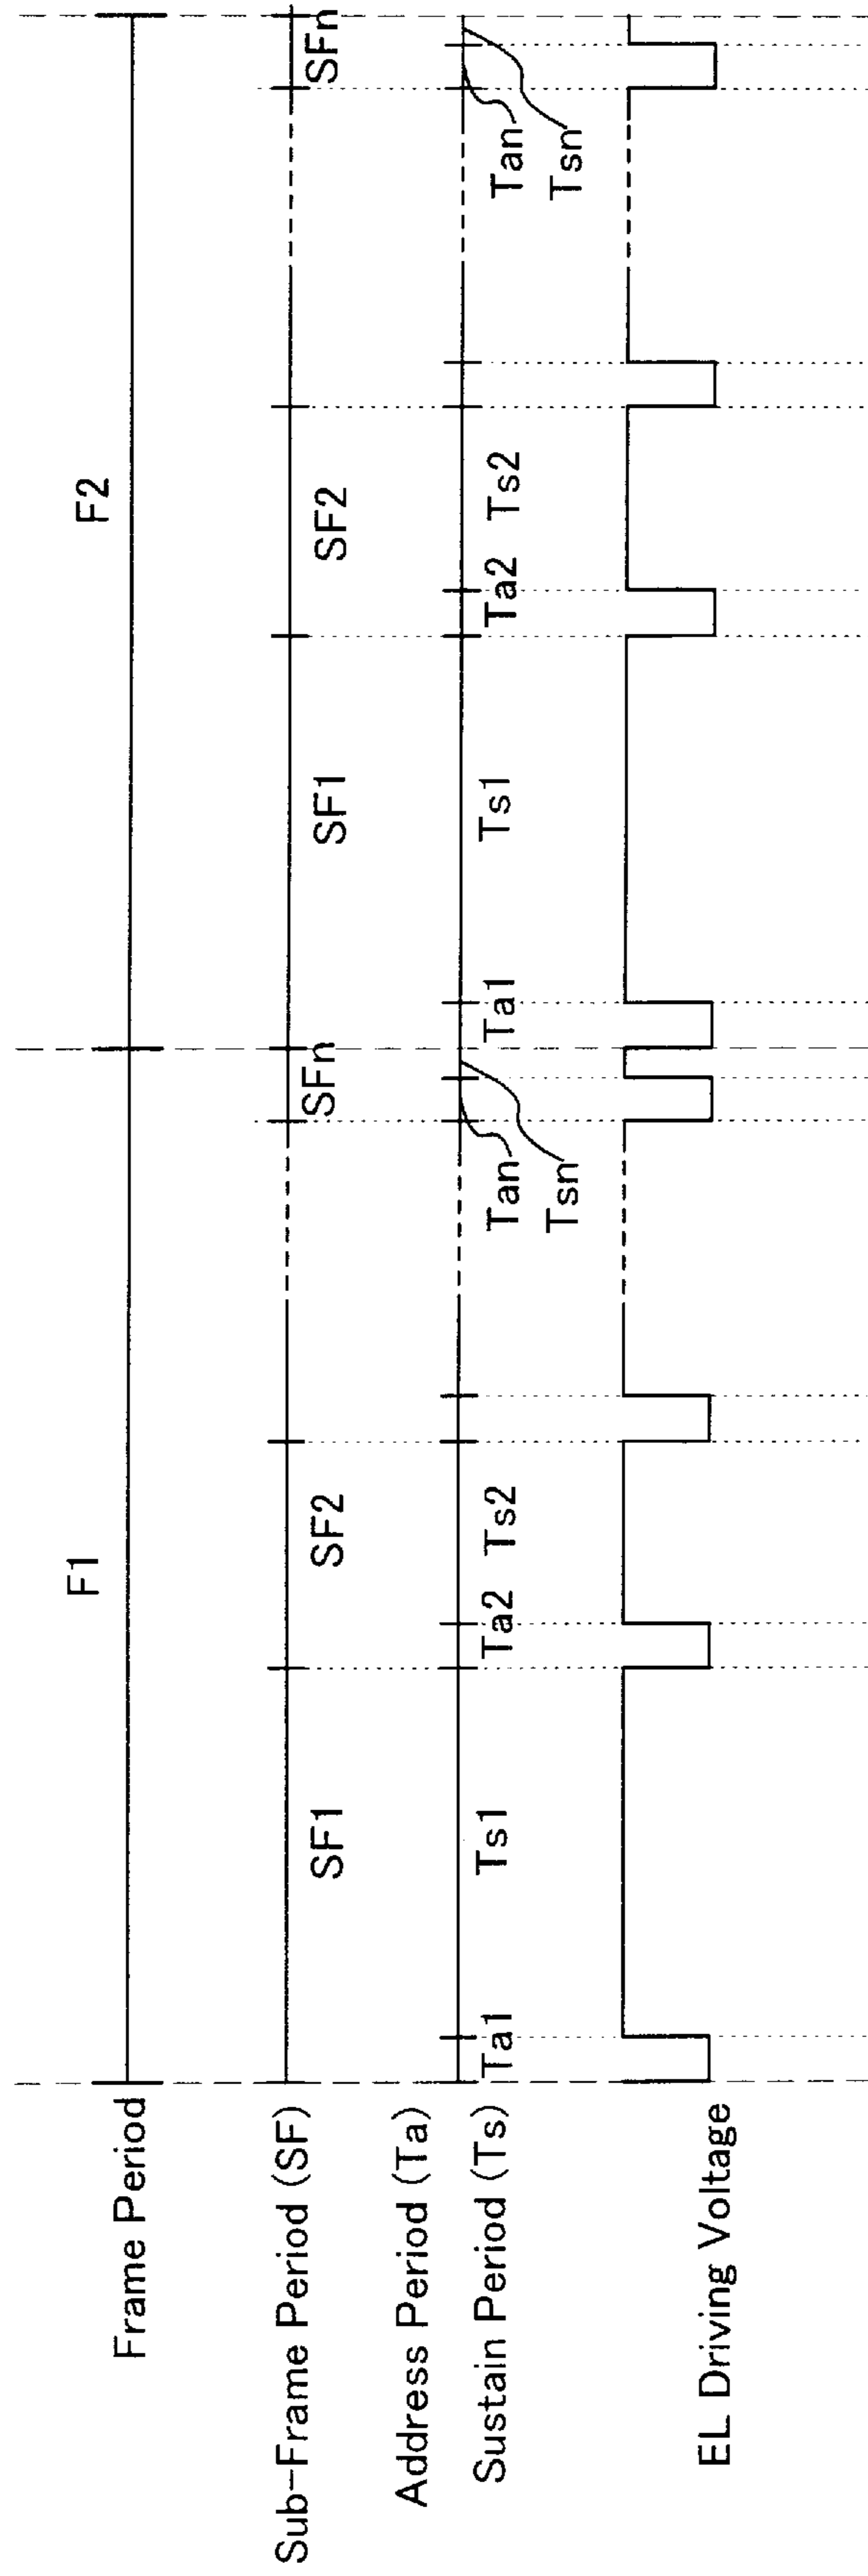 Frame Period
F1
F2
Sub-Frame Period (SF)
SF1
SF2
SFn
SF1
SF2
SFn
Address Period (Ta)
Sustain Period (Ts)
Ta1
Ts1
Ta2
Ts2
Tan
Tsn
Ta1
Ts1
Ta2
Ts2
Tan
Tsn
EL Driving Voltage